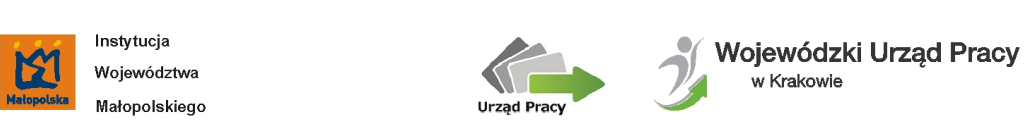 Małopolska
Instytucja
Województwa
Małopolskiego
Urząd Pracy
Wojewódzki Urząd Pracy
w Krakowie